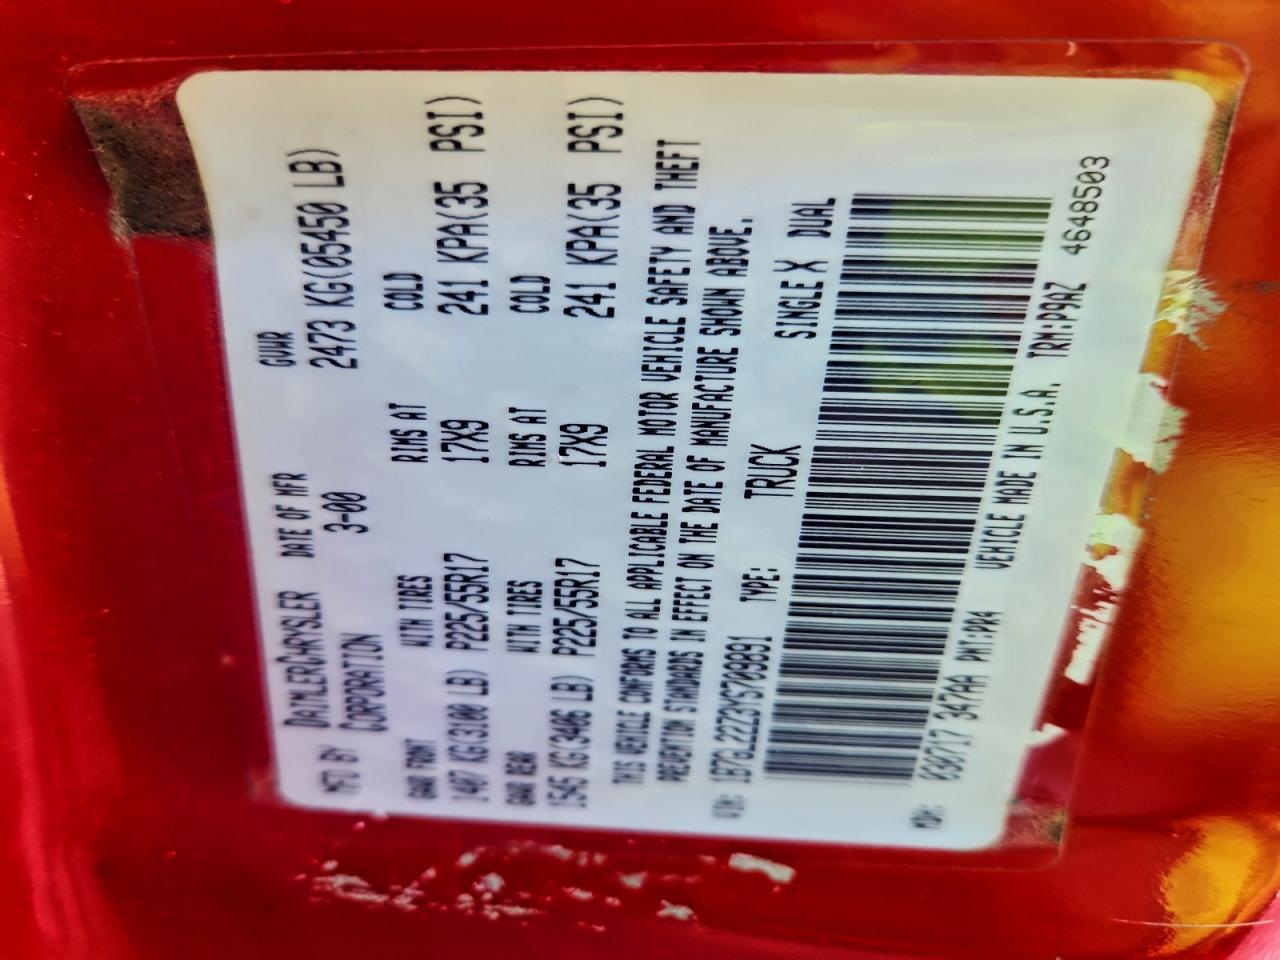 MFD BY DAIMLERCHRYSLER CORPORATION DATE OF MFR 3-00 GVWR 2473 KG(05450 LB)
GAWR FRONT WITH TIRES RIMS AT COLD
1407 KG(3100 LB) P225/55R17 17X9 241 KPA(35 PSI)
GAWR REAR WITH TIRES RIMS AT COLD
1545 KG(3406 LB) P225/55R17 17X9 241 KPA(35 PSI)
THIS VEHICLE CONFORMS TO ALL APPLICABLE FEDERAL MOTOR VEHICLE SAFETY AND THEFT
PREVENTION STANDARDS IN EFFECT ON THE DATE OF MANUFACTURE SHOWN ABOVE.
VIN: 1B7GL22Z3YS709891 TYPE: TRUCK SINGLE X DUAL
MDH: 030717 347AA PNT:PR4 VEHICLE MADE IN U.S.A. TRM:P9AZ 4648503